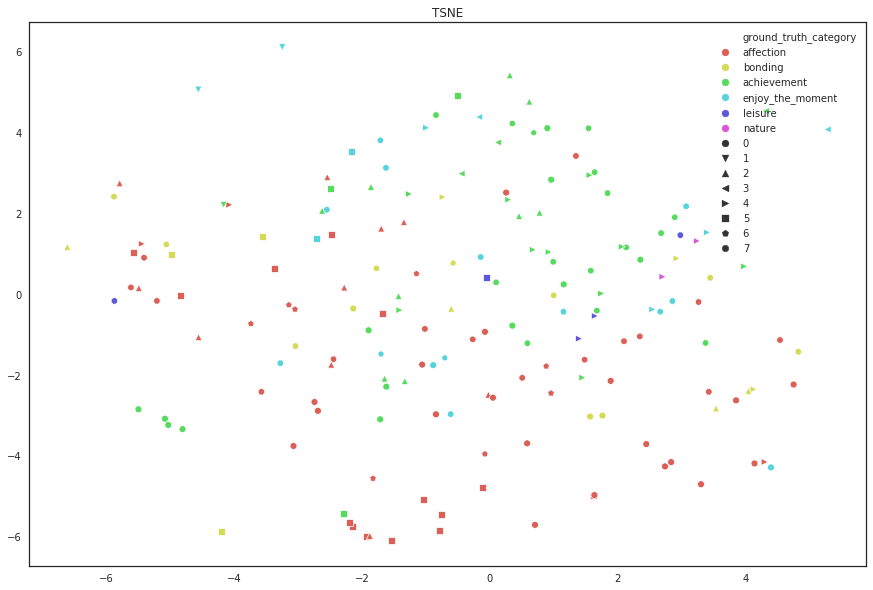 TSNE
ground_truth_category
affection
bonding
achievement
enjoy_the_moment
leisure
nature
0
1
2
3
4
5
6
7
6
4
2
0
−2
−4
−6
−6 −4 −2 0 2 4